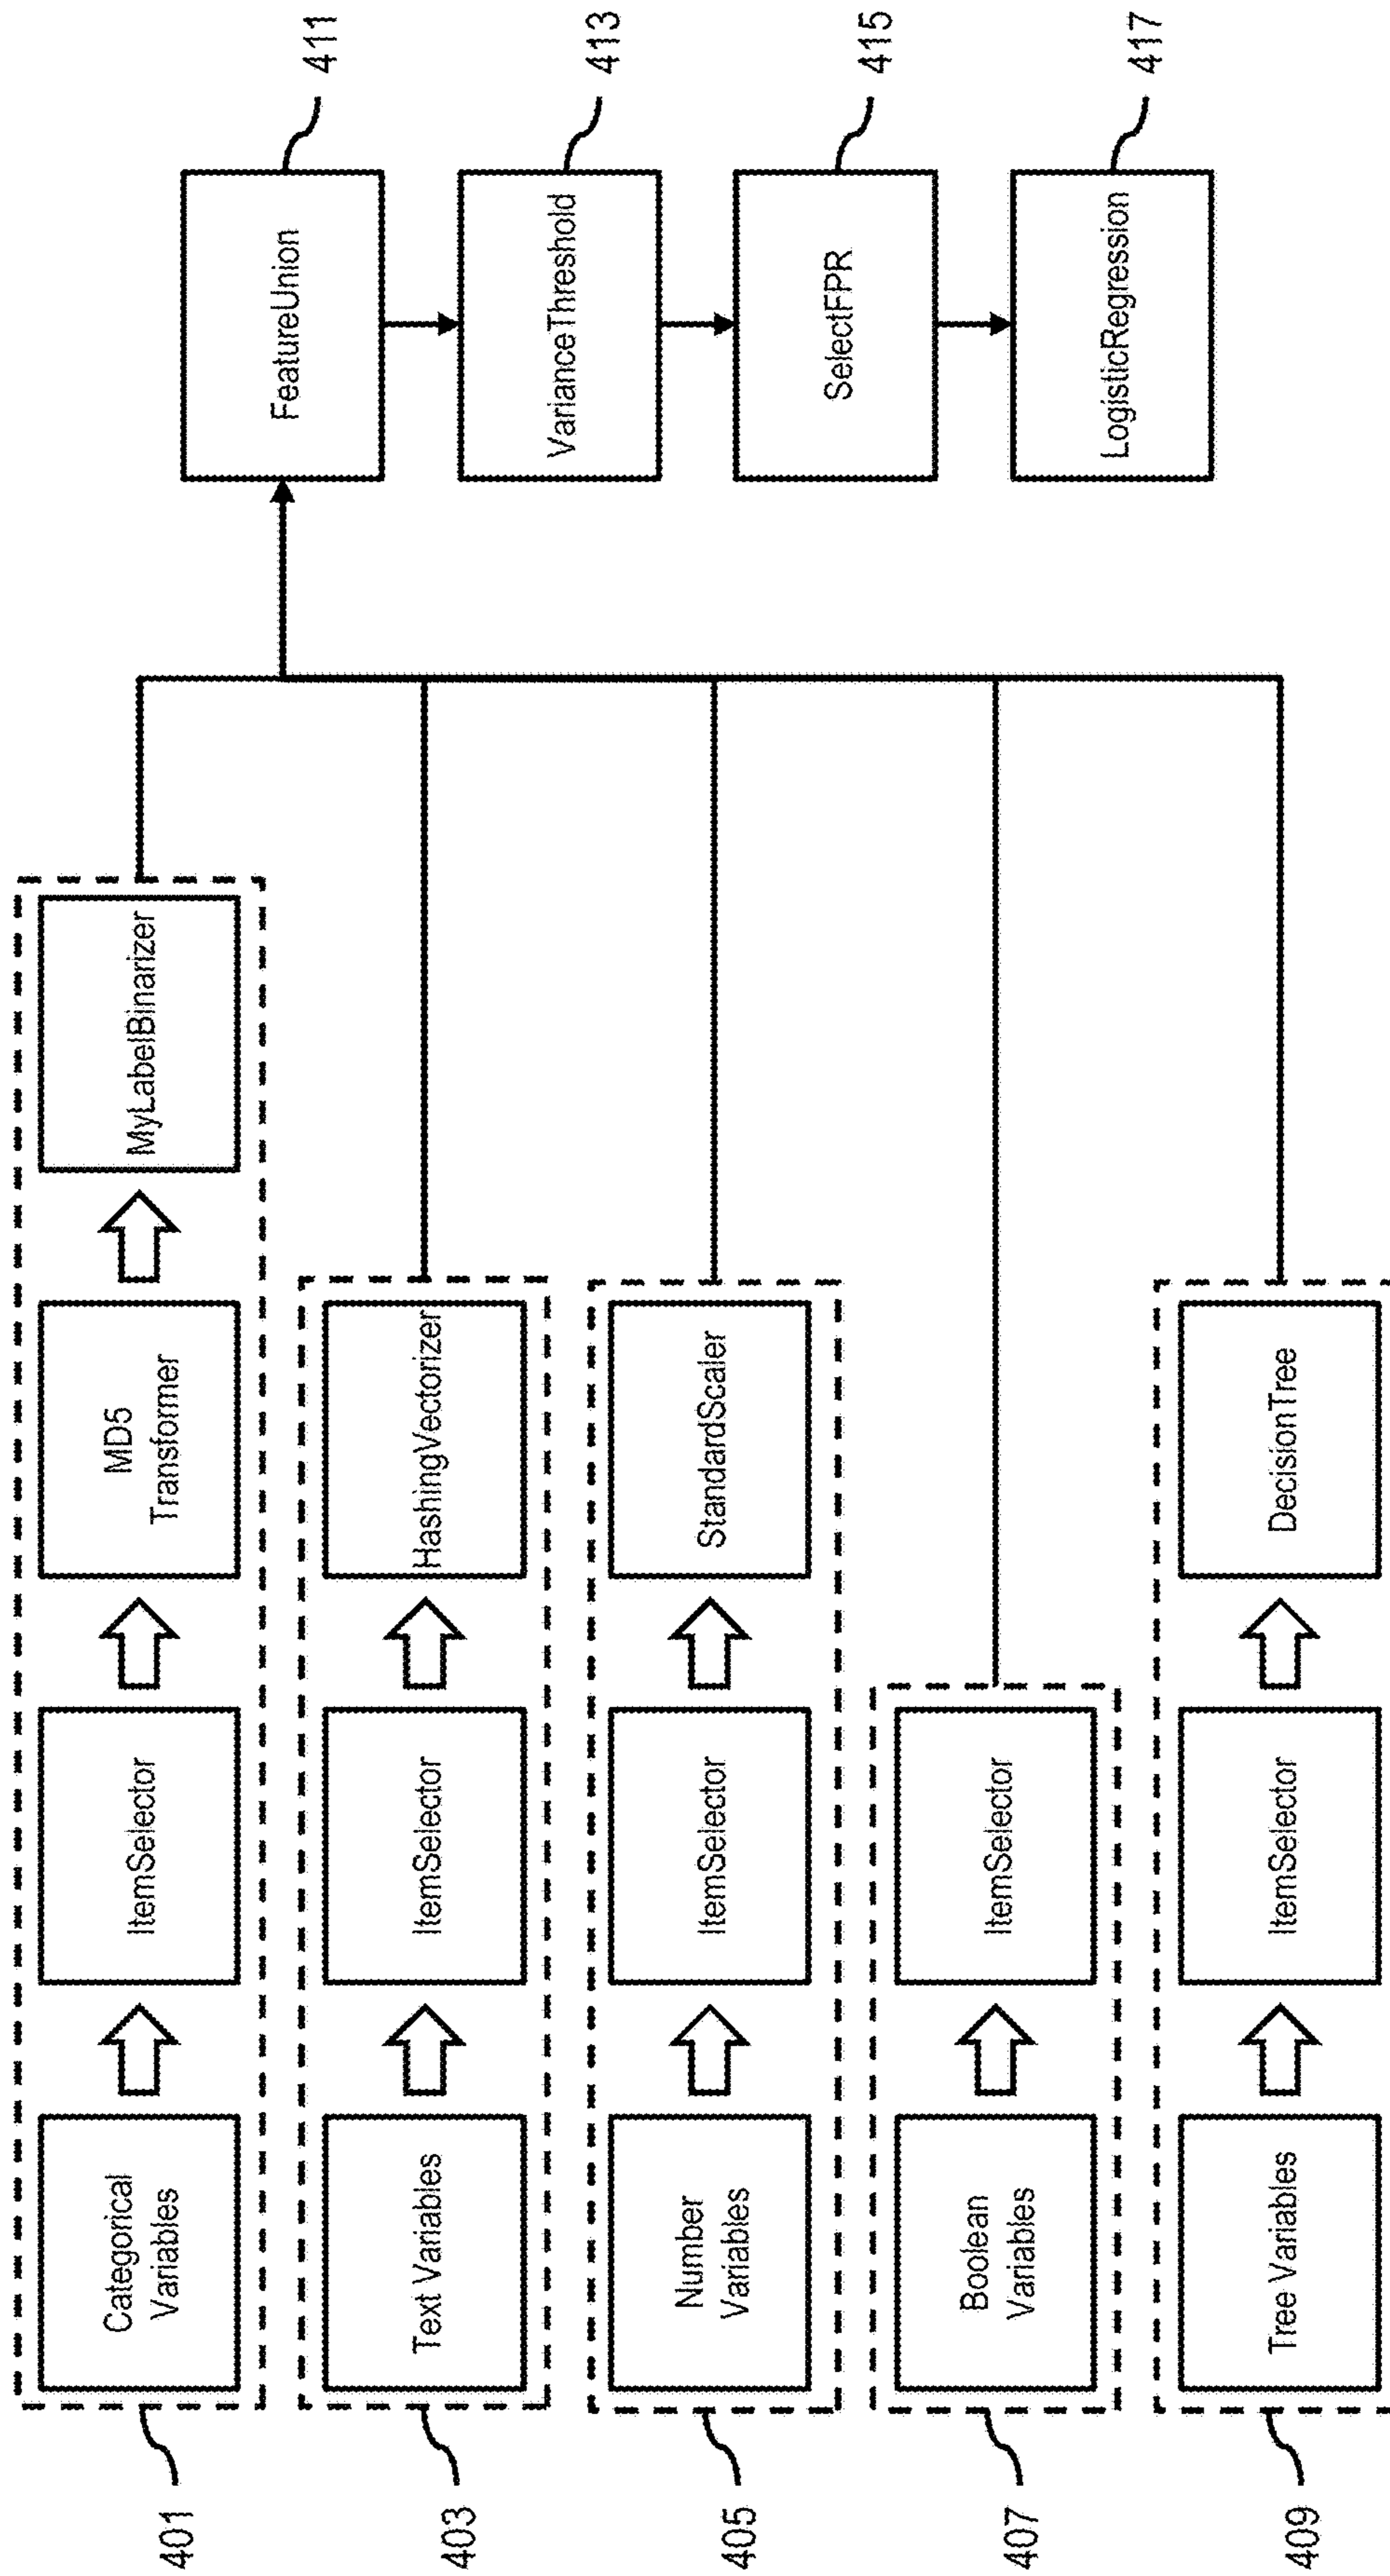 401
Categorical
Variables
ItemSelector
MD5
Transformer
MyLabelBinarizer
403
Text Variables
ItemSelector
HashingVectorizer
405
Number
Variables
ItemSelector
StandardScaler
407
Boolean
Variables
ItemSelector
409
Tree Variables
ItemSelector
DecisionTree
FeatureUnion
411
VarianceThreshold
413
SelectFPR
415
LogisticRegression
417